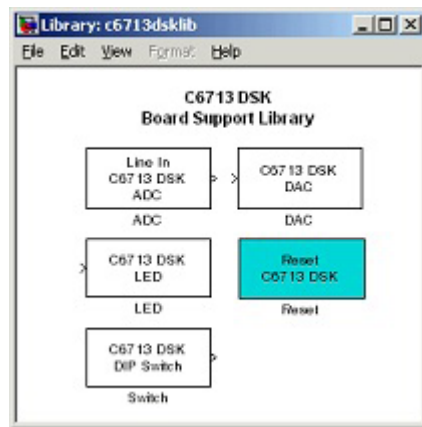 Library: c6713dsklib
File Edit View Format Help
C6713 DSK
Board Support Library
Line In
C6713 DSK
ADC
ADC
C6713 DSK
DAC
DAC
C6713 DSK
LED
LED
Reset
C6713 DSK
Reset
C6713 DSK
DIP Switch
Switch